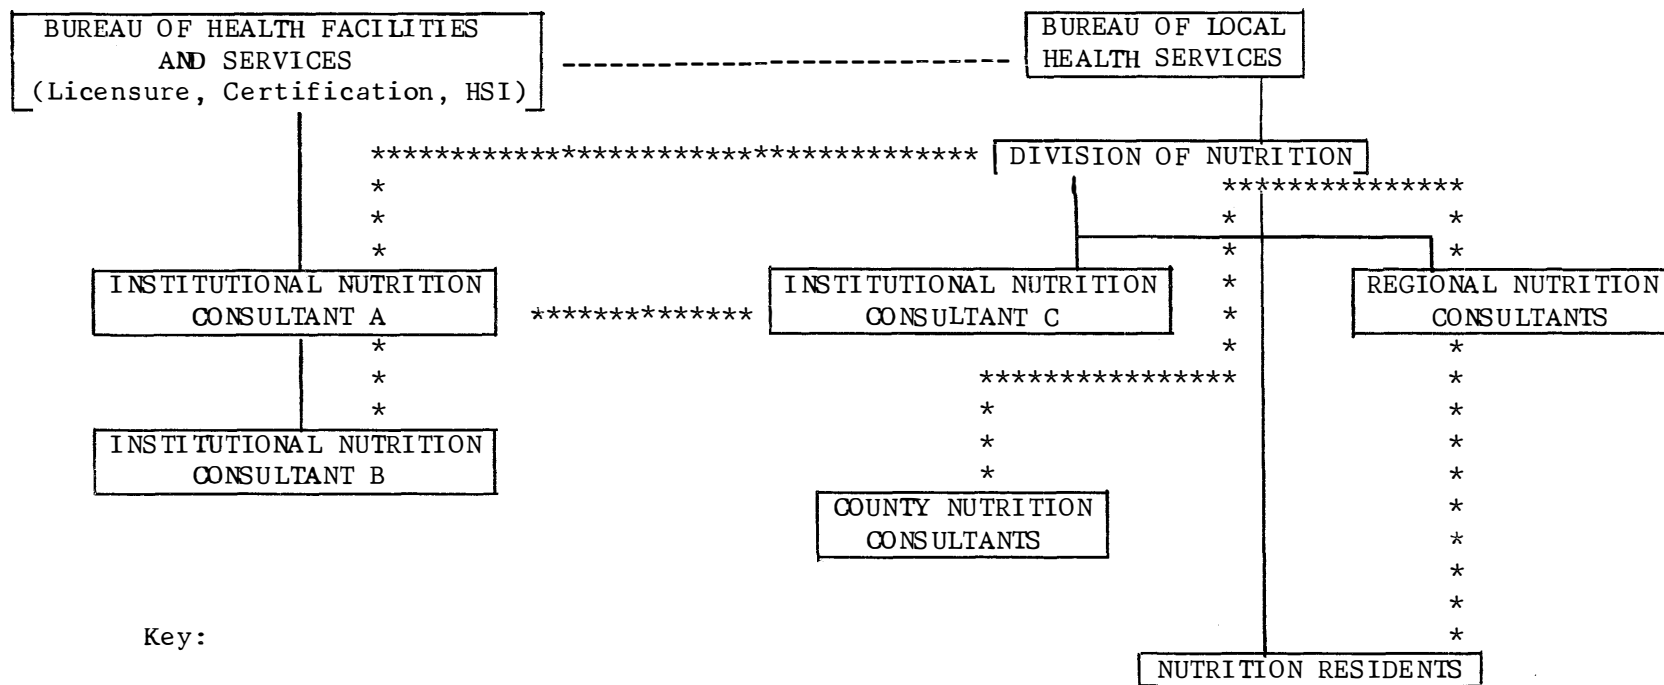 BUREAU OF HEALTH FACILITIES
AND SERVICES
(Licensure, Certification, HSI)
BUREAU OF LOCAL
HEALTH SERVICES
DIVISION OF NUTRITION
INSTITUTIONAL NUTRITION
CONSULTANT A
INSTITUTIONAL NUTRITION
CONSULTANT C
REGIONAL NUTRITION
CONSULTANTS
INSTITUTIONAL NUTRITION
CONSULTANT B
COUNTY NUTRITION
CONSULTANTS
Key:
NUTRITION RESIDENTS